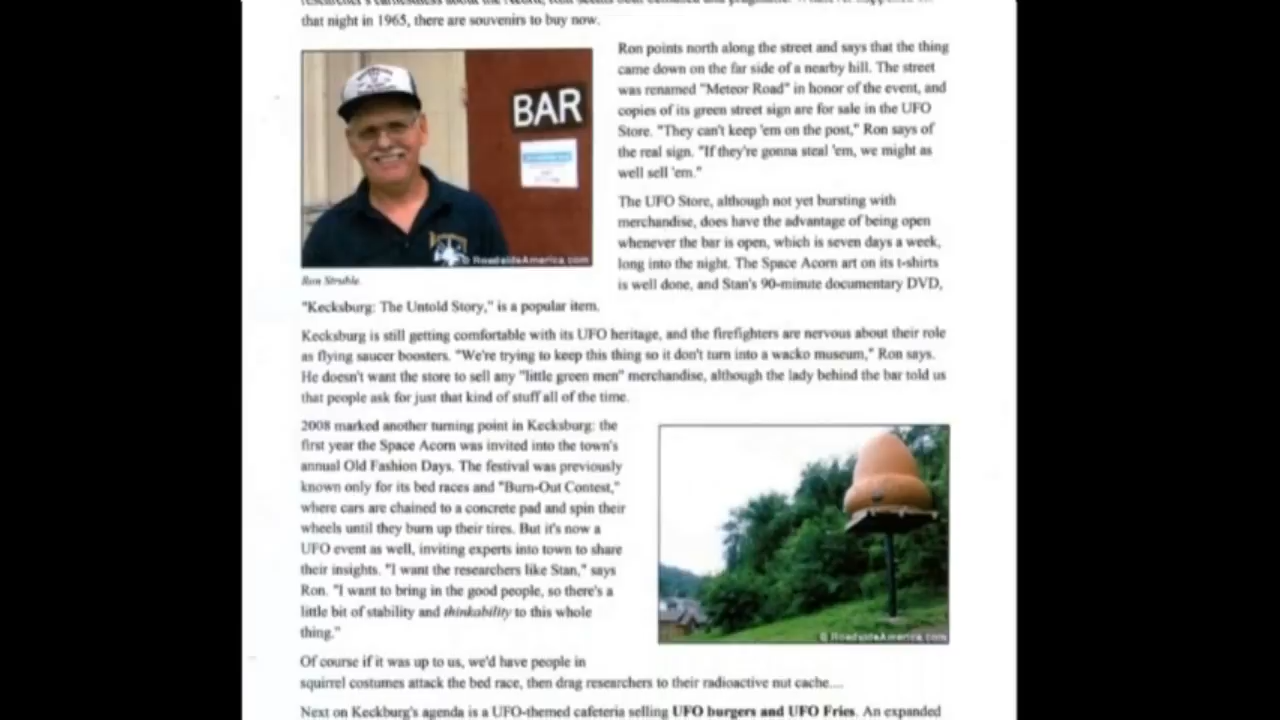 that night in 1965, there are souvenirs to buy now.
BAR
© RoadsideAmerica.com
Ron Struble.
Ron points north along the street and says that the thing
came down on the far side of a nearby hill. The street
was renamed "Meteor Road" in honor of the event, and
copies of its green street sign are for sale in the UFO
Store. "They can't keep 'em on the post," Ron says of
the real sign. "If they're gonna steal 'em, we might as
well sell 'em."
The UFO Store, although not yet bursting with
merchandise, does have the advantage of being open
whenever the bar is open, which is seven days a week,
long into the night. The Space Acorn art on its t-shirts
is well done, and Stan's 90-minute documentary DVD,
"Kecksburg: The Untold Story," is a popular item.
Kecksburg is still getting comfortable with its UFO heritage, and the firefighters are nervous about their role
as flying saucer boosters. "We're trying to keep this thing so it don't turn into a wacko museum," Ron says.
He doesn't want the store to sell any "little green men" merchandise, although the lady behind the bar told us
that people ask for just that kind of stuff all of the time.
2008 marked another turning point in Kecksburg: the
first year the Space Acorn was invited into the town's
annual Old Fashion Days. The festival was previously
known only for its bed races and "Burn-Out Contest,"
where cars are chained to a concrete pad and spin their
wheels until they burn up their tires. But it's now a
UFO event as well, inviting experts into town to share
their insights. "I want the researchers like Stan," says
Ron. "I want to bring in the good people, so there's a
little bit of stability and thinkability to this whole
thing."
© RoadsideAmerica.com
Of course if it was up to us, we'd have people in
squirrel costumes attack the bed race, then drag researchers to their radioactive nut cache....
Next on Keckburg's agenda is a UFO-themed cafeteria selling UFO burgers and UFO Fries. An expanded